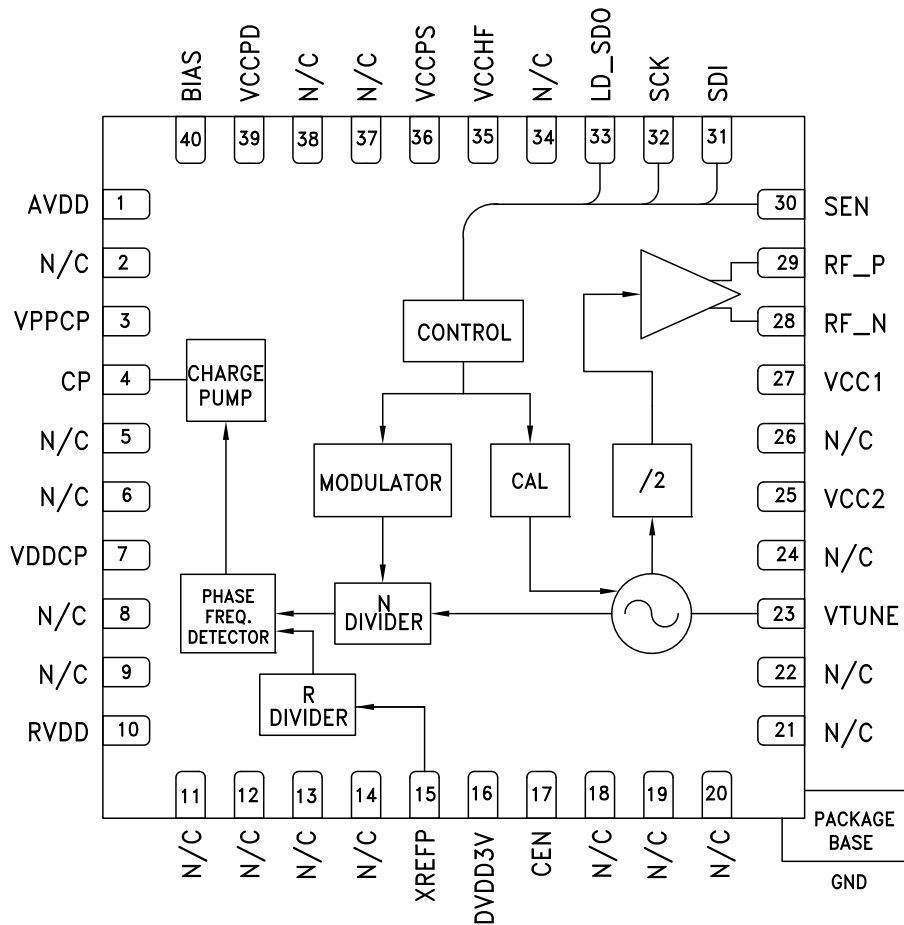 BIAS
VCCPD
N/C
N/C
VCCPS
VCCHF
N/C
LD_SDO
SCK
SDI
40
39
38
37
36
35
34
33
32
31
AVDD 1
N/C 2
VPPCP 3
CP 4
N/C 5
N/C 6
VDDCP 7
N/C 8
N/C 9
RVDD 10
CONTROL
CHARGE
PUMP
MODULATOR
CAL
/2
PHASE
FREQ.
DETECTOR
N
DIVIDER
R
DIVIDER
30 SEN
29 RF_P
28 RF_N
27 VCC1
26 N/C
25 VCC2
24 N/C
23 VTUNE
22 N/C
21 N/C
11
12
13
14
15
16
17
18
19
20
N/C
N/C
N/C
N/C
XREFP
DVDD3V
CEN
N/C
N/C
N/C
PACKAGE
BASE
GND